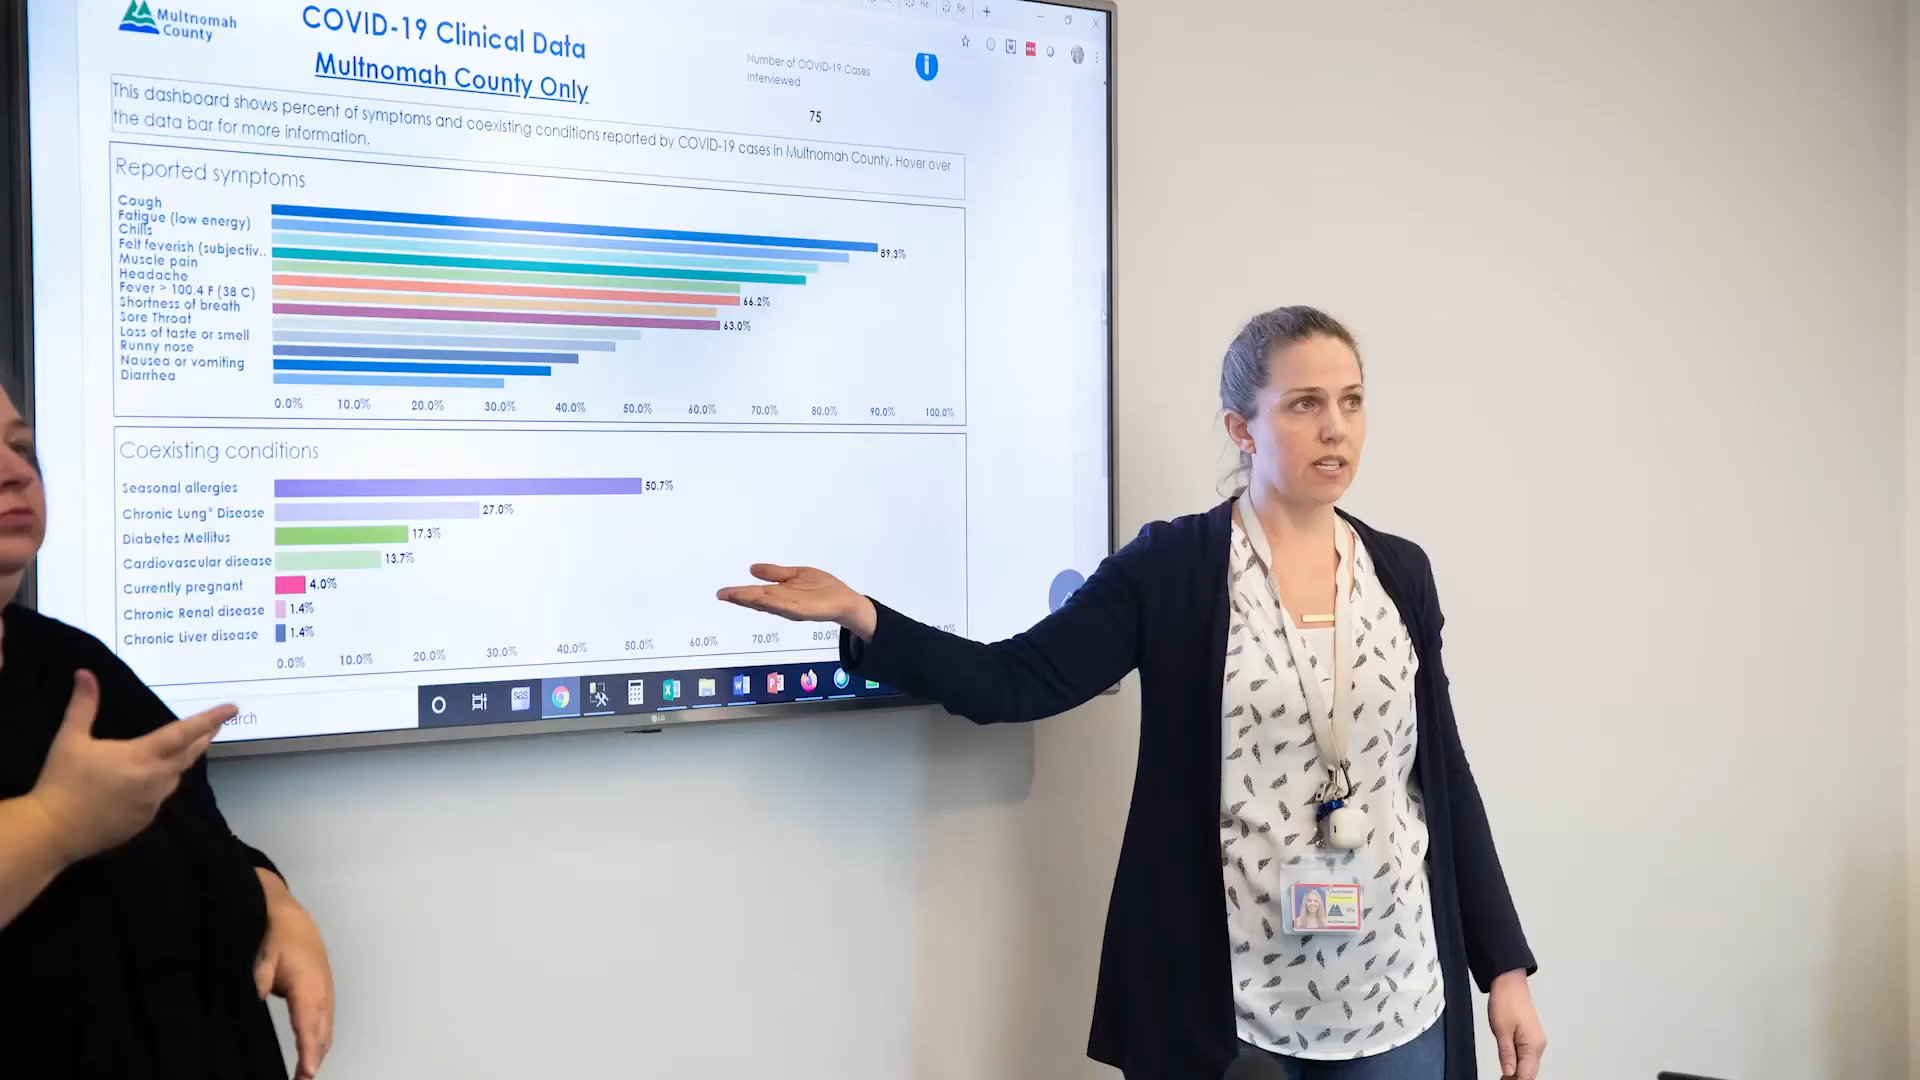 Multnomah
County
COVID-19 Clinical Data
Multnomah County Only
Number of COVID-19 Cases
Interviewed
75
This dashboard shows percent of symptoms and coexisting conditions reported by COVID-19 cases in Multnomah County. Hover over
the data bar for more information.
Reported symptoms
Cough
Fatigue (low energy)
Chills
Felt feverish (subjectiv..
Muscle pain
Headache
Fever > 100.4 F (38 C)
Shortness of breath
Sore Throat
Loss of taste or smell
Runny nose
Nausea or vomiting
Diarrhea
89.3%
66.2%
63.0%
0.0% 10.0% 20.0% 30.0% 40.0% 50.0% 60.0% 70.0% 80.0% 90.0% 100.0%
Coexisting conditions
Seasonal allergies 50.7%
Chronic Lung* Disease 27.0%
Diabetes Mellitus 17.3%
Cardiovascular disease 13.7%
Currently pregnant 4.0%
Chronic Renal disease 1.4%
Chronic Liver disease 1.4%
0.0% 10.0% 20.0% 30.0% 40.0% 50.0% 60.0% 70.0% 80.0%
earch
sas
LG